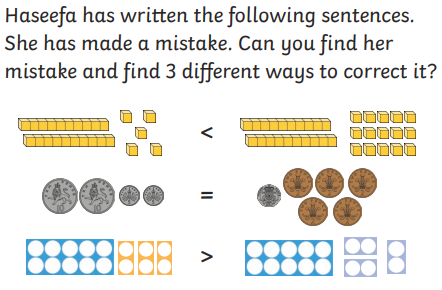 Haseefa has written the following sentences.
She has made a mistake. Can you find her
mistake and find 3 different ways to correct it?
<
=
>